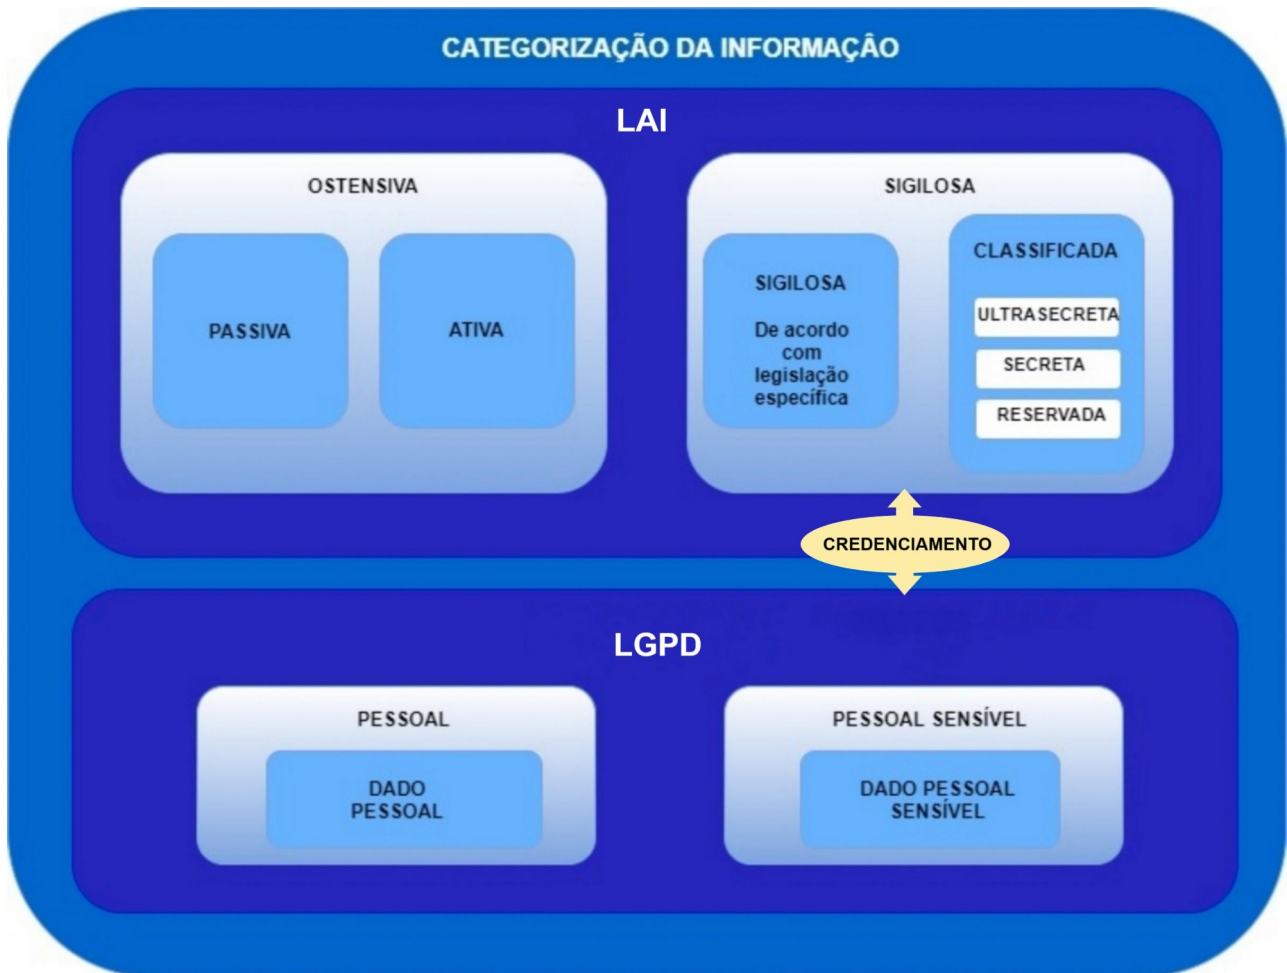 CATEGORIZAÇÃO DA INFORMAÇÂO
LAI
OSTENSIVA
PASSIVA
ATIVA
SIGILOSA
SIGILOSA
De acordo
com
legislação
específica
CLASSIFICADA
ULTRASECRETA
SECRETA
RESERVADA
CREDENCIAMENTO
LGPD
PESSOAL
DADO
PESSOAL
PESSOAL SENSÍVEL
DADO PESSOAL
SENSÍVEL